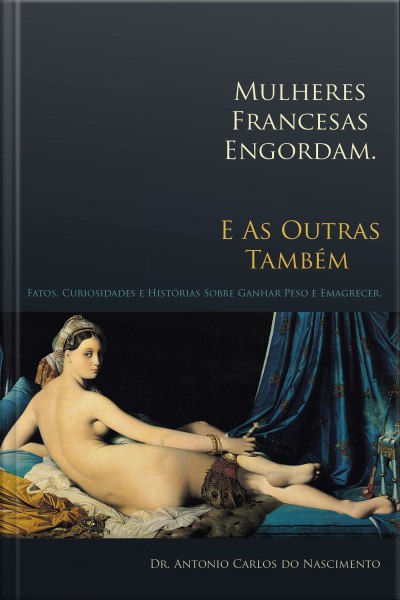 Mulheres
Francesas
Engordam.
E As Outras
Também
Fatos, Curiosidades e Histórias Sobre Ganhar Peso e Emagrecer.
Dr. Antonio Carlos do Nascimento